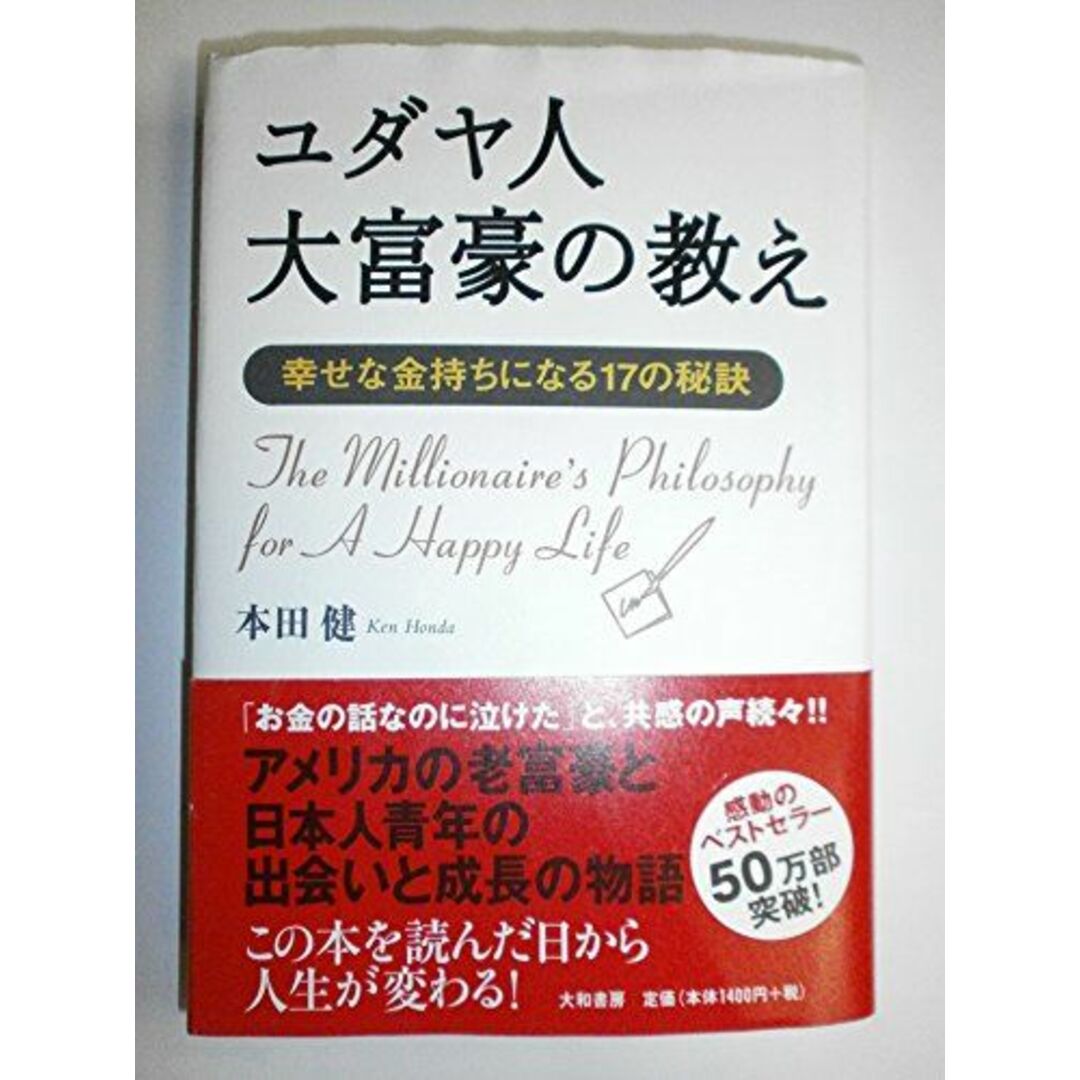 ユダヤ人
大富豪の教え
幸せな金持ちになる17の秘訣
The Millionaire's Philosophy
for A Happy Life
本田 健 Ken Honda
「お金の話なのに泣けた」と、共感の声続々!!
アメリカの老富豪と
日本人青年の
出会いと成長の物語
感動の
ベストセラー
50万部
突破!
この本を読んだ日から
人生が変わる!
大和書房 定価(本体1400円+税)